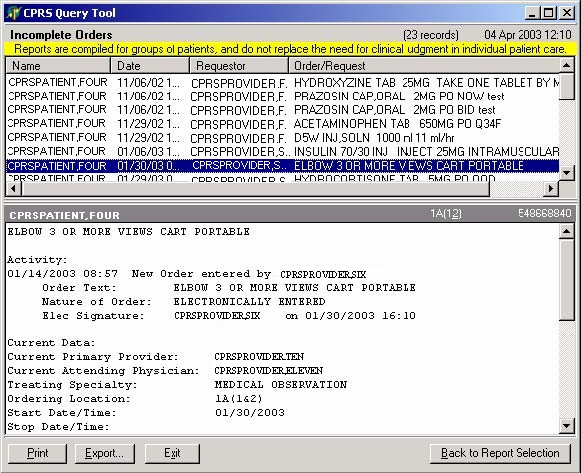 CPRS Query Tool
Incomplete Orders (23 records) 04 Apr 2003 12:10
Reports are compiled for groups of patients, and do not replace the need for clinical judgment in individual patient care.
Name Date Requestor Order/Request
CPRSPATIENT,FOUR 11/06/02 1... CPRSPROVIDER,F. HYDROXYZINE TAB 25MG TAKE ONE TABLET BY M
CPRSPATIENT,FOUR 11/06/02 1... CPRSPROVIDER,F. PRAZOSIN CAP,ORAL 2MG PO NOW test
CPRSPATIENT,FOUR 11/06/02 1... CPRSPROVIDER,F. PRAZOSIN CAP,ORAL 2MG PO BID test
CPRSPATIENT,FOUR 11/29/02 1... CPRSPROVIDER,F. ACETAMINOPHEN TAB 650MG PO Q34F
CPRSPATIENT,FOUR 11/29/02 1... CPRSPROVIDER,F. D5W INJ,SOLN 1000 ml 11 ml/hr
CPRSPATIENT,FOUR 01/06/03 1... CPRSPROVIDER,F. INSULIN 70/30 INJ INJECT 25MG INTRAMUSCULAR
CPRSPATIENT,FOUR 01/30/03 0... CPRSPROVIDER,S... ELBOW 3 OR MORE VIEWS CART PORTABLE
CPRSPATIENT,FOUR 01/31/03 0... CPRSPROVIDER,S. HYDROCORTISONE TAB 5MG PO QOD
CPRSPATIENT,FOUR 1A(12) E48668840
ELBOW 3 OR MORE VIEWS CART PORTABLE
Activity:
01/14/2003 08:57 New Order entered by CPRSPROVIDER,SIX
Order Text: ELBOW 3 OR MORE VIEWS CART PORTABLE
Nature of Order: ELECTRONICALLY ENTERED
Elec Signature: CPRSPROVIDER,SIX on 01/30/2003 16:10
Current Data:
Current Primary Provider: CPRSPROVIDER,TEN
Current Attending Physician: CPRSPROVIDER,ELEVEN
Treating Specialty: MEDICAL OBSERVATION
Ordering Location: 1A(1&2)
Start Date/Time: 01/30/2003
Stop Date/Time:
Print Export... Exit Back to Report Selection